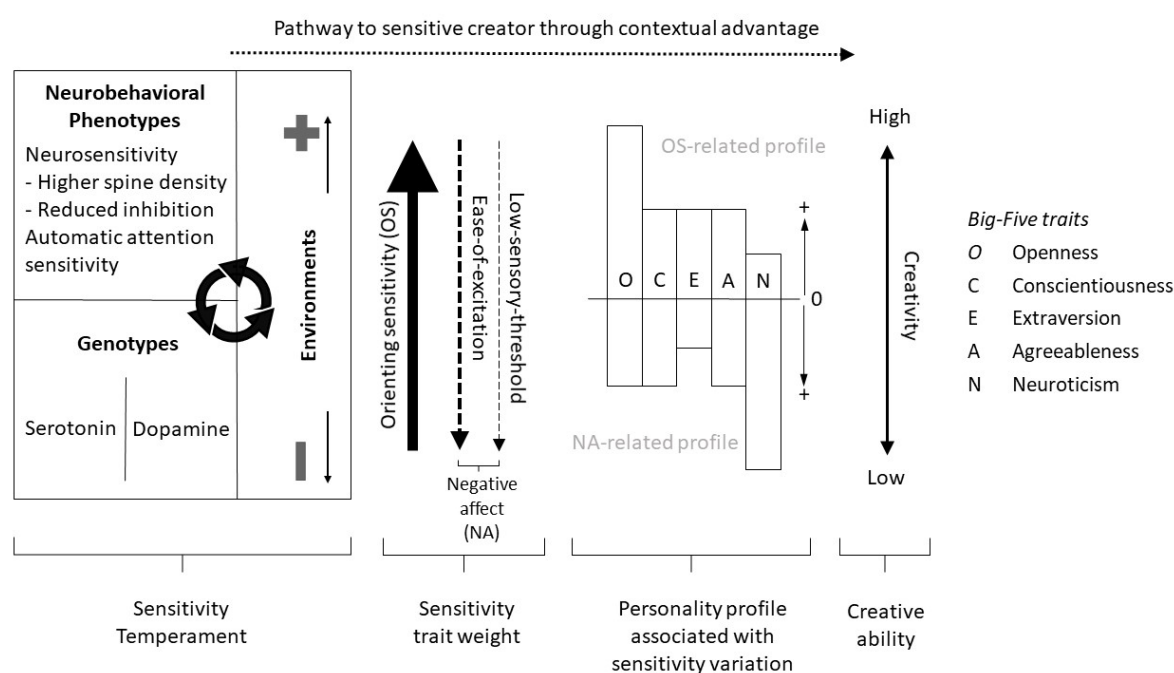 Pathway to sensitive creator through contextual advantage
Neurobehavioral
Phenotypes
Neurosensitivity
- Higher spine density
- Reduced inhibition
Automatic attention
sensitivity
Genotypes
Serotonin
Dopamine
Environments
Orienting sensitivity (OS)
Ease-of-excitation
Low-sensory-threshold
Negative
affect
(NA)
OS-related profile
O C E A N
+
0
+
NA-related profile
High
Creativity
Low
Big-Five traits
O Openness
C Conscientiousness
E Extraversion
A Agreeableness
N Neuroticism
Sensitivity
Temperament
Sensitivity
trait weight
Personality profile
associated with
sensitivity variation
Creative
ability